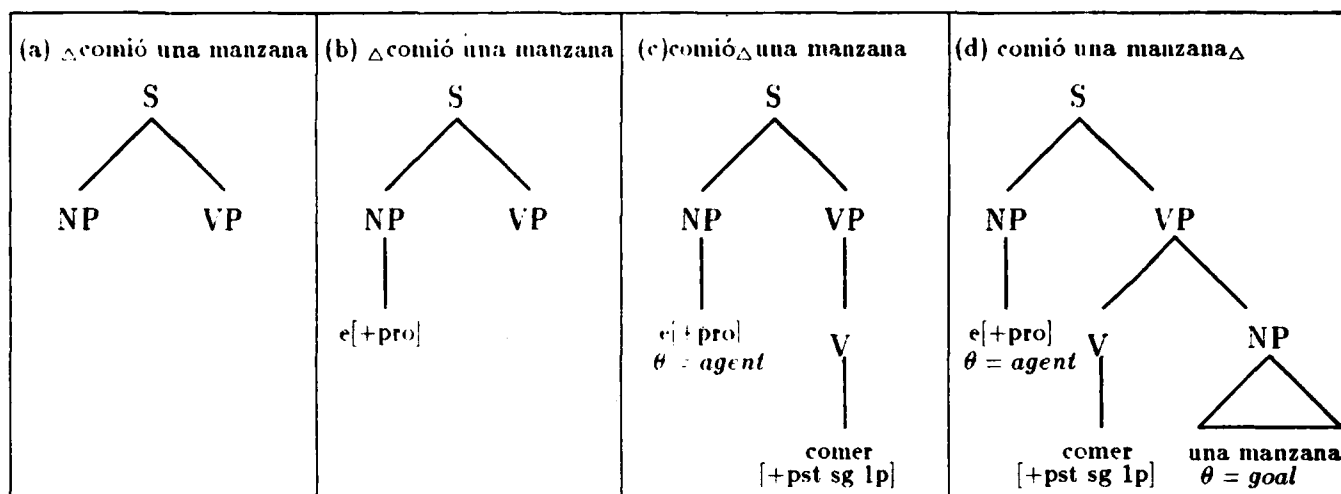 (a) △comió una manzana
S
NP VP
(b) △comió una manzana
S
NP VP
e[+pro]
(c)comió△una manzana
S
NP VP
e[+pro] V
θ = agent
comer
[+pst sg 1p]
(d) comió una manzana△
S
NP VP
e[+pro] V NP
θ = agent
comer una manzana
[+pst sg 1p] θ = goal